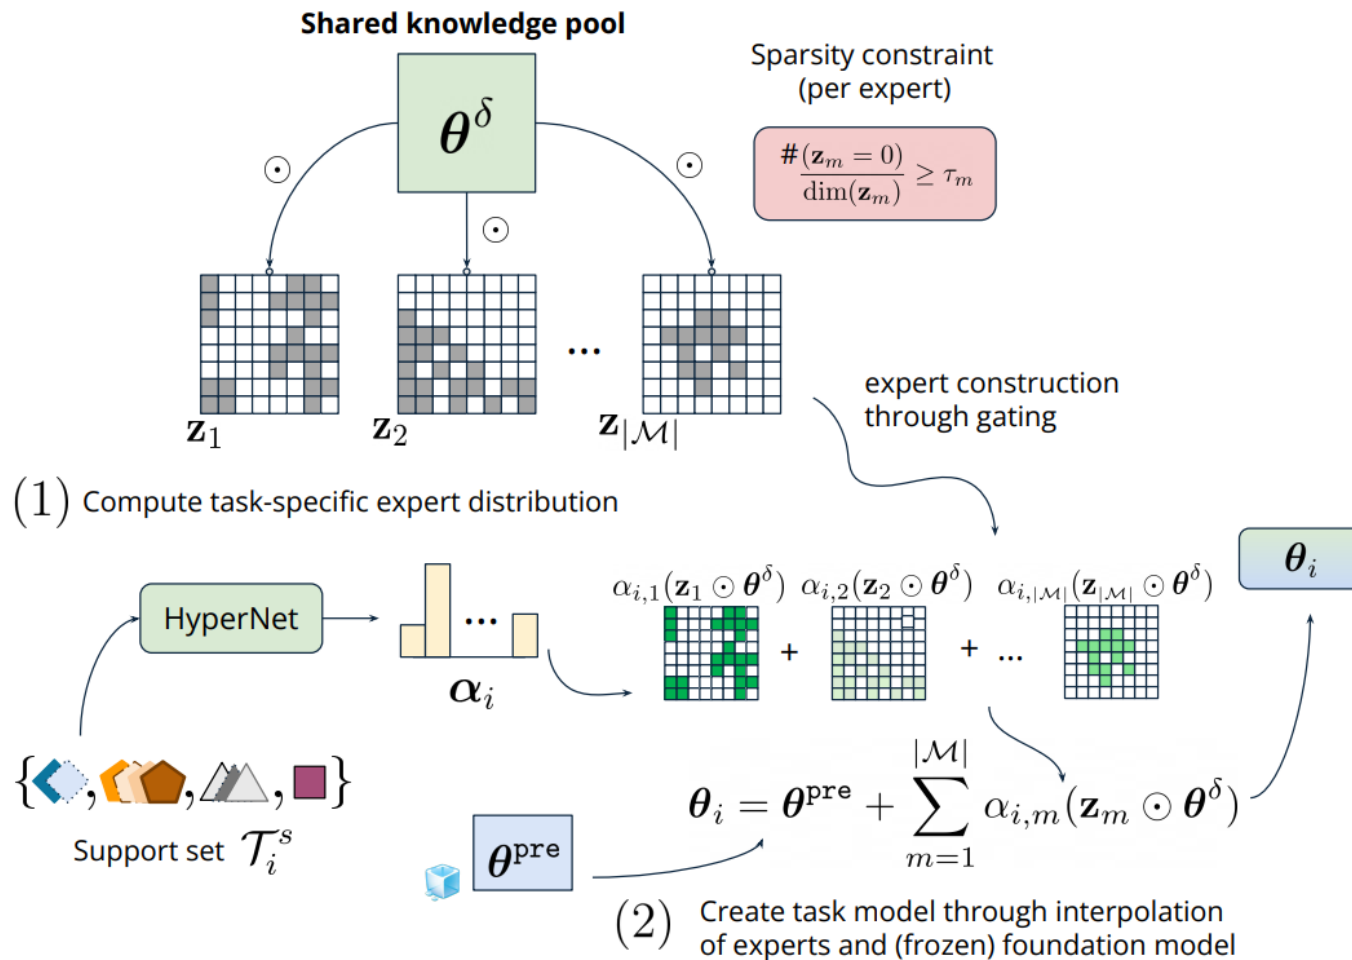 Shared knowledge pool
θ^δ
Sparsity constraint
(per expert)
#(z_m = 0) / dim(z_m) ≥ τ_m
⊙
⊙
⊙
...
z_1
z_2
z_|ℳ|
expert construction
through gating
(1) Compute task-specific expert distribution
HyperNet
...
α_i
α_{i,1}(z_1 ⊙ θ^δ) α_{i,2}(z_2 ⊙ θ^δ) α_{i,|ℳ|}(z_|ℳ| ⊙ θ^δ)
+ + ...
θ_i
{ , , , }
Support set 𝒯_i^s
θ^pre
θ_i = θ^pre + ∑_{m=1}^{|ℳ|} α_{i,m}(z_m ⊙ θ^δ)
(2) Create task model through interpolation
of experts and (frozen) foundation model